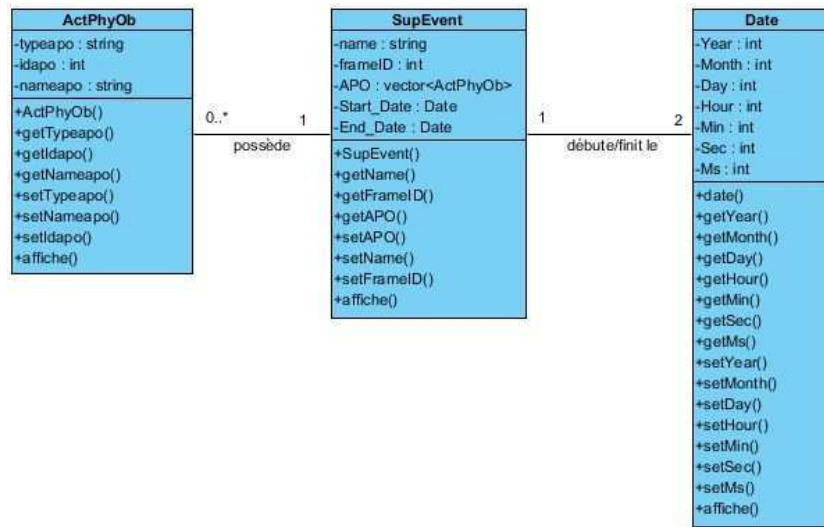 ActPhyOb
-typeapo : string
-idapo : int
-nameapo : string
+ActPhyOb()
+getTypeapo()
+getIdapo()
+getNameapo()
+setTypeapo()
+setNameapo()
+setIdapo()
+affiche()
0..*
1
possède
SupEvent
-name : string
-frameID : int
-APO : vector<ActPhyOb>
-Start_Date : Date
-End_Date : Date
+SupEvent()
+getName()
+getFrameID()
+getAPO()
+setAPO()
+setName()
+setFrameID()
+affiche()
1
2
débute/finit le
Date
-Year : int
-Month : int
-Day : int
-Hour : int
-Min : int
-Sec : int
-Ms : int
+date()
+getYear()
+getMonth()
+getDay()
+getHour()
+getMin()
+getSec()
+getMs()
+setYear()
+setMonth()
+setDay()
+setHour()
+setMin()
+setSec()
+setMs()
+affiche()